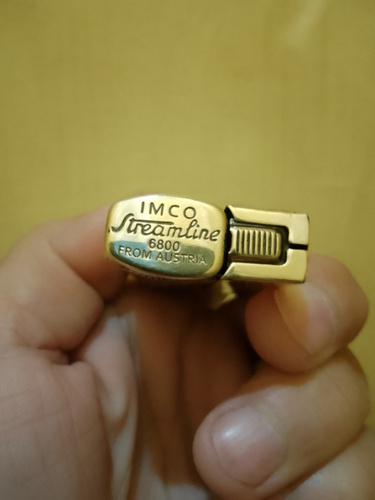 IMCO
Streamline
6800
FROM AUSTRIA